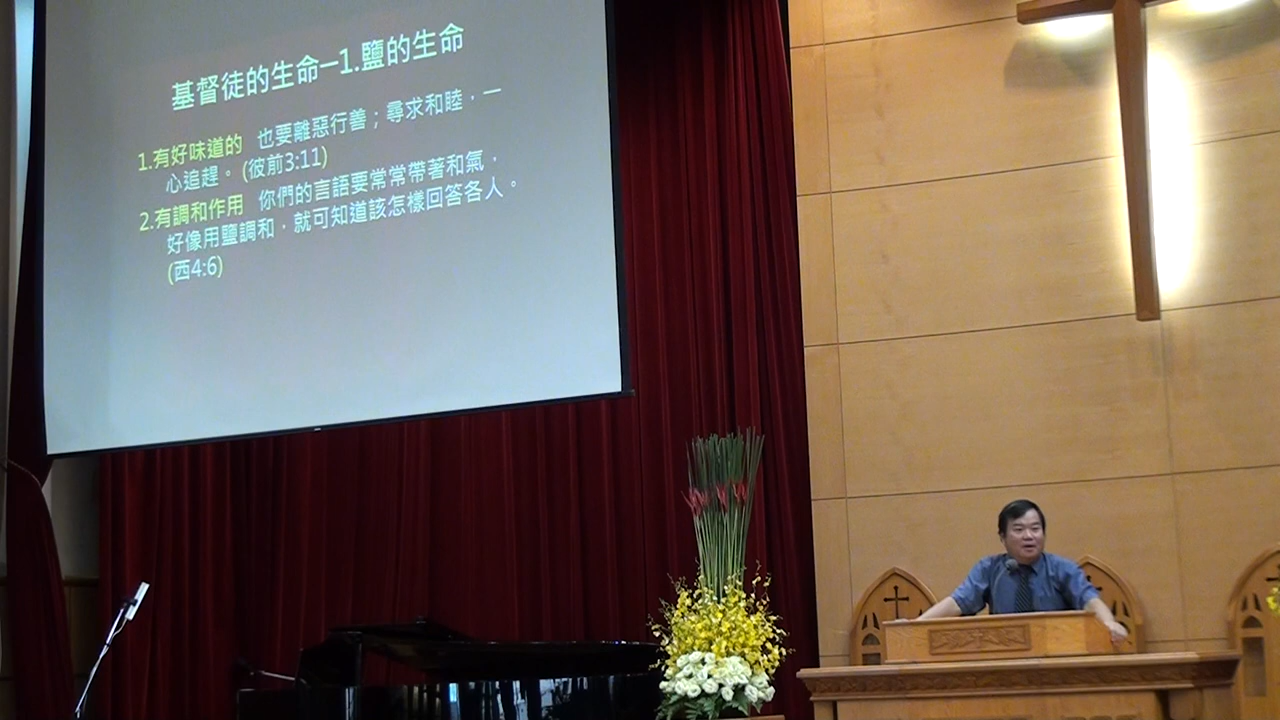 基督徒的生命─1.鹽的生命
1.有好味道的 也要離惡行善；尋求和睦，一
心追趕。(彼前3:11)
2.有調和作用 你們的言語要常常帶著和氣，
好像用鹽調和，就可知道該怎樣回答各人。
(西4:6)